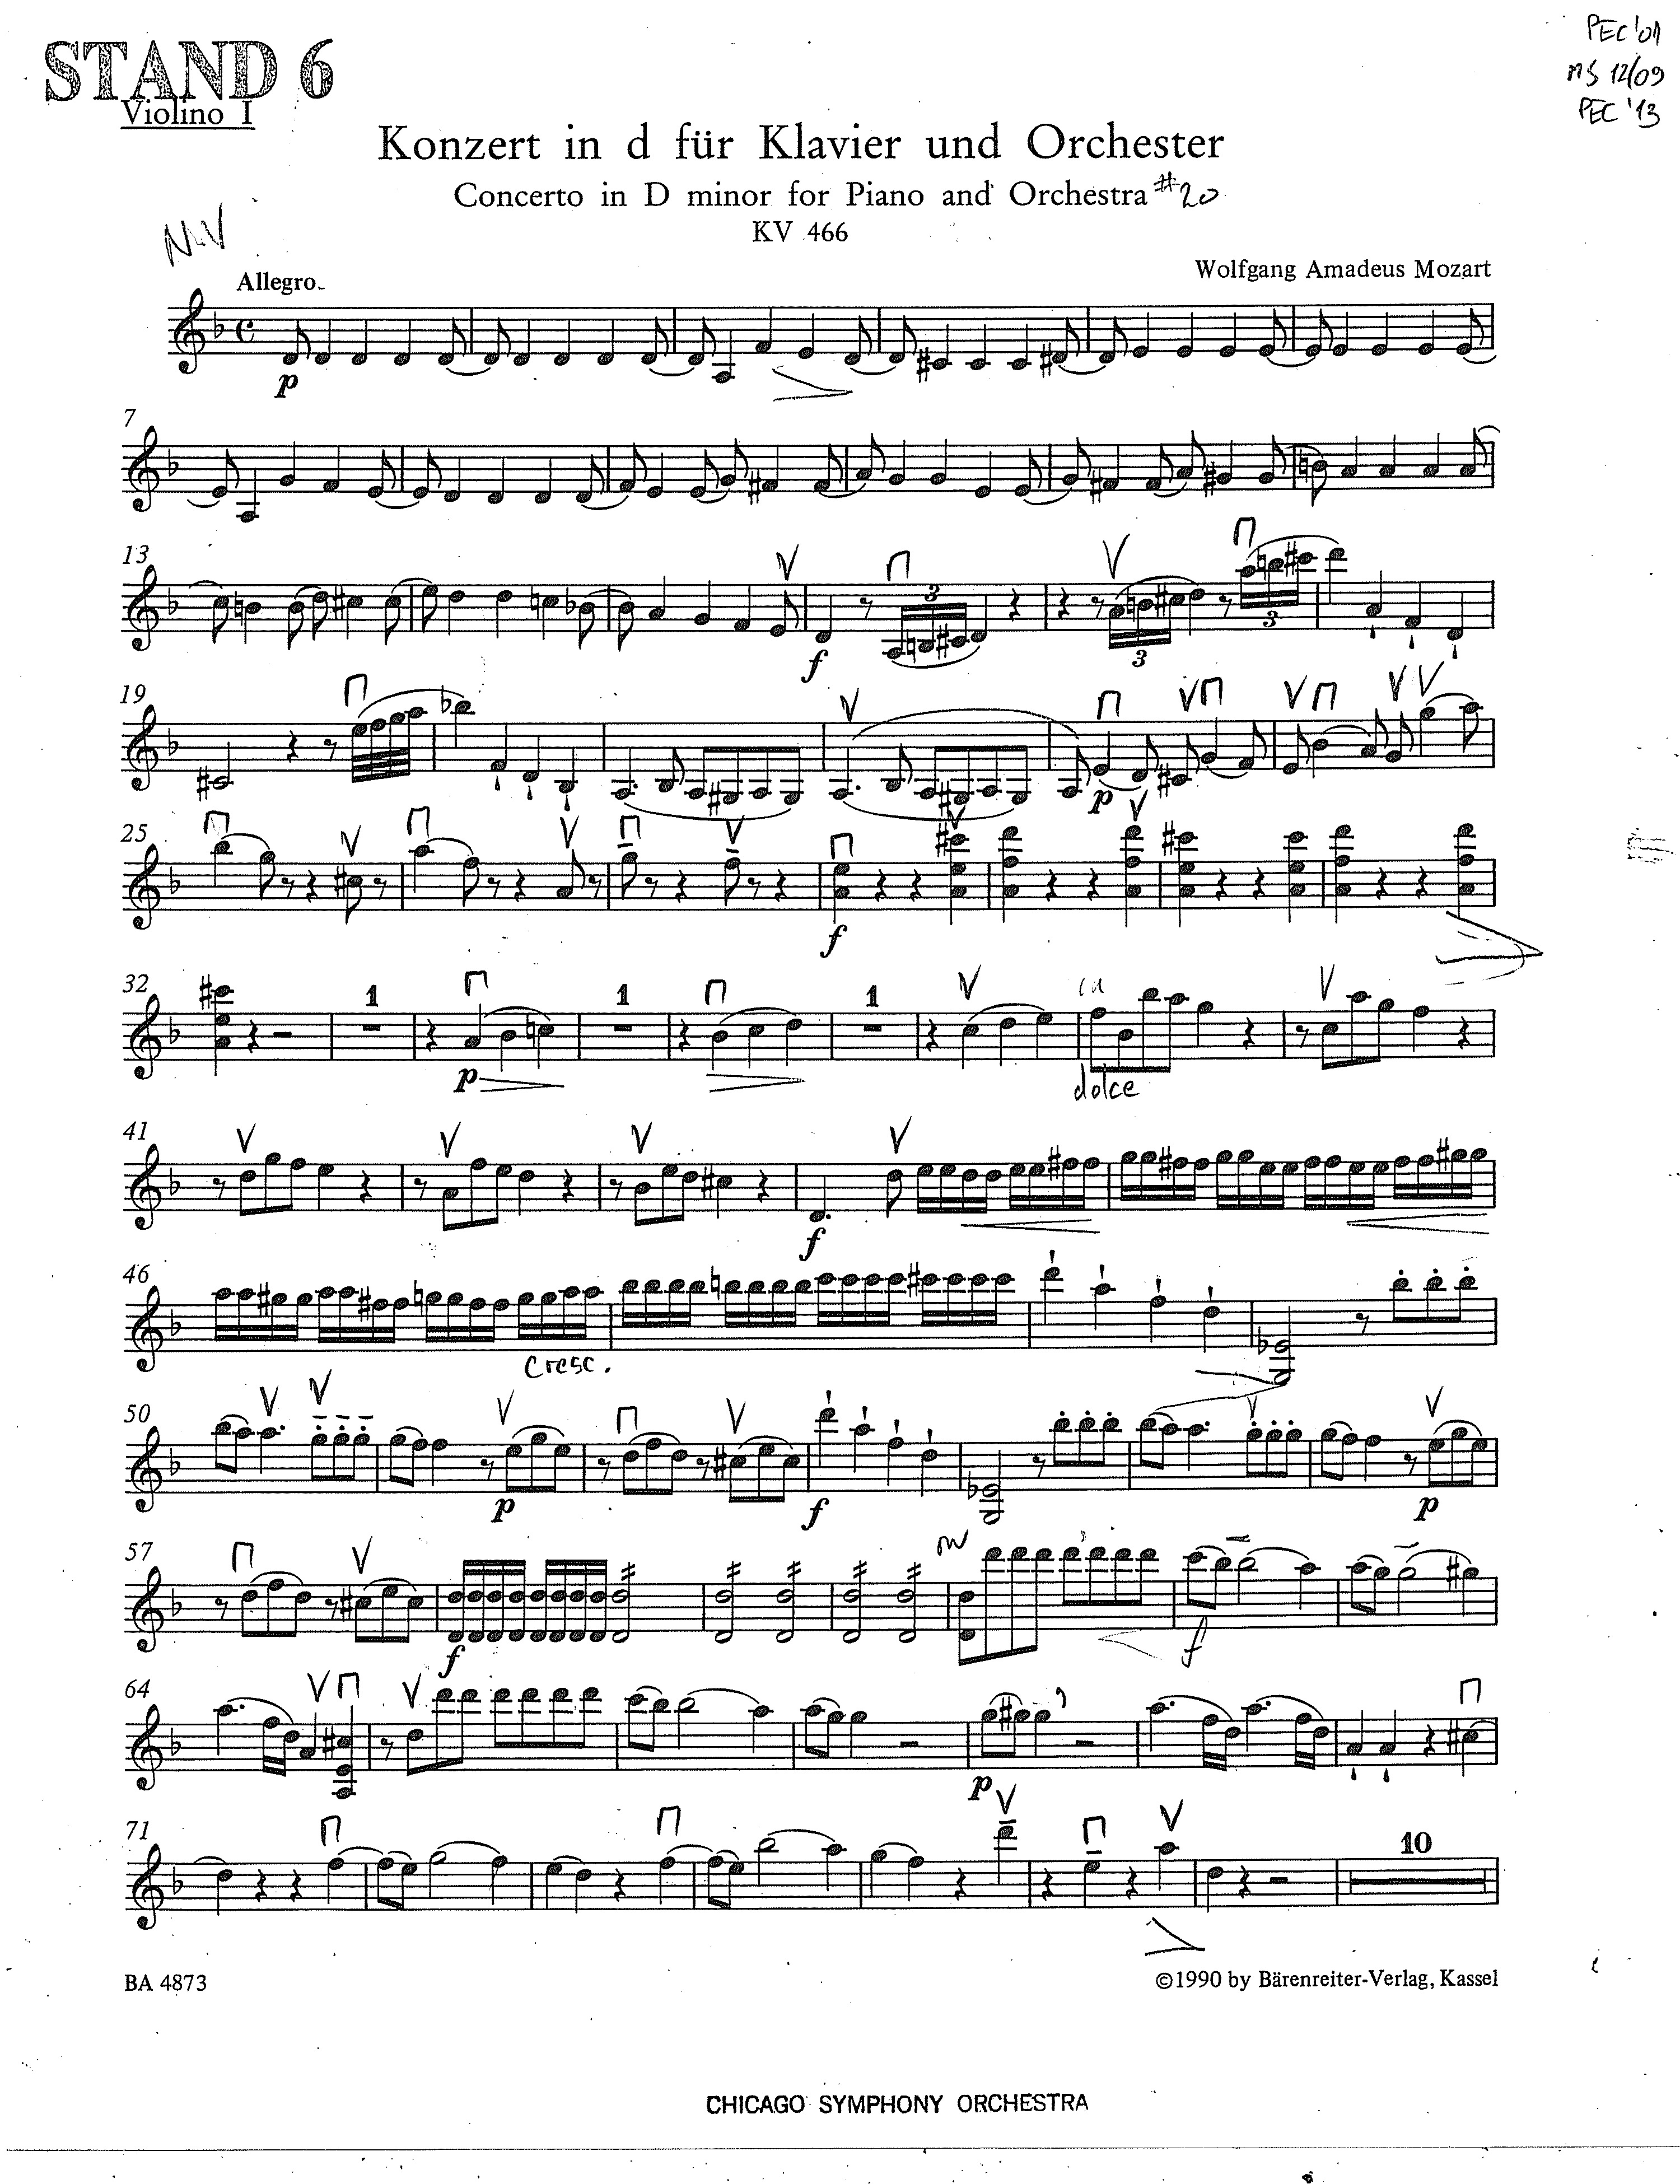 PEC '01
STAND 6
MS 12/09
Violino I
PEC '13
Konzert in d für Klavier und Orchester
Concerto in D minor for Piano and Orchestra #20
KV 466
Wolfgang Amadeus Mozart
Allegro
p
7
13
3
3
3
f
19
p
25
f
32
1
1
1
p
dolce
41
f
46
cresc.
50
p
f
p
57
f
f
64
p
71
10
BA 4873
©1990 by Bärenreiter-Verlag, Kassel
CHICAGO SYMPHONY ORCHESTRA